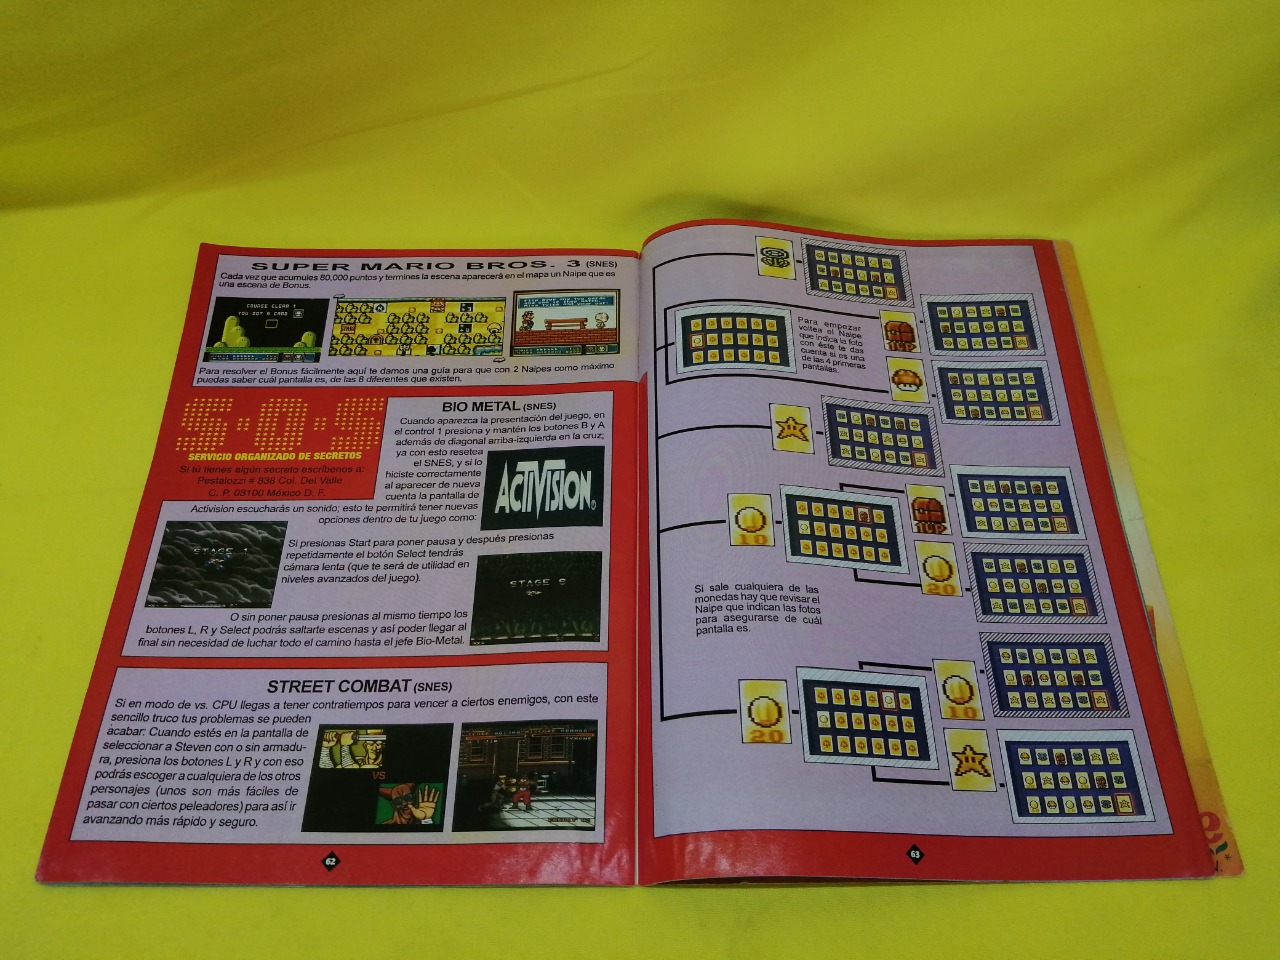 SUPER MARIO BROS. 3 (SNES)
Cada vez que acumules 80,000 puntos y termines la escena aparecerá en el mapa un Naipe que es
una escena de Bonus.
COURSE CLEAR !
YOU GOT A CARD
Para resolver el Bonus fácilmente aquí te damos una guía para que con 2 Naipes como máximo
puedas saber cuál pantalla es, de las 8 diferentes que existen.
S·O·S
SERVICIO ORGANIZADO DE SECRETOS
Si tú tienes algún secreto escríbenos a:
Pestalozzi # 838 Col. Del Valle
C. P. 03100 México D. F.
BIO METAL (SNES)
Cuando aparezca la presentación del juego, en
el control 1 presiona y mantén los botones B y A
además de diagonal arriba-izquierda en la cruz;
ya con esto resetea
el SNES, y si lo
hiciste correctamente
al aparecer de nueva
cuenta la pantalla de
Activision escucharás un sonido; esto te permitirá tener nuevas
opciones dentro de tu juego como:
ACTIVISION
STAGE 1
Si presionas Start para poner pausa y después presionas
repetidamente el botón Select tendrás
cámara lenta (que te será de utilidad en
niveles avanzados del juego).
STAGE 5
O sin poner pausa presionas al mismo tiempo los
botones L, R y Select podrás saltarte escenas y así poder llegar al
final sin necesidad de luchar todo el camino hasta el jefe Bio-Metal.
STREET COMBAT (SNES)
Si en modo de vs. CPU llegas a tener contratiempos para vencer a ciertos enemigos, con este
sencillo truco tus problemas se pueden
acabar: Cuando estés en la pantalla de
seleccionar a Steven con o sin armadu-
ra, presiona los botones L y R y con eso
podrás escoger a cualquiera de los otros
personajes (unos son más fáciles de
pasar con ciertos peleadores) para así ir
avanzando más rápido y seguro.
VS
62
Para empezar
voltea el Naipe
que indica la foto
con éste te das
cuenta si es una
de las 4 primeras
pantallas.
1UP
10
1UP
20
Si sale cualquiera de las
monedas hay que revisar el
Naipe que indican las fotos
para asegurarse de cuál
pantalla es.
20
10
63